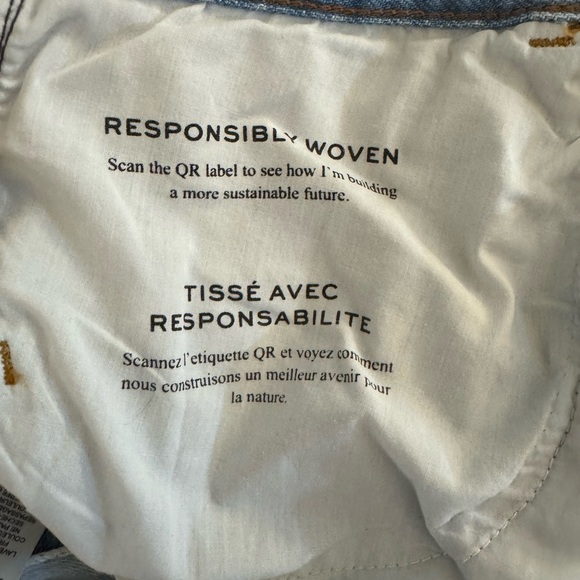 RESPONSIBLY WOVEN
Scan the QR label to see how I'm building
a more sustainable future.
TISSÉ AVEC
RESPONSABILITE
Scannez l'etiquette QR et voyez comment
nous construisons un meilleur avenir pour
la nature.